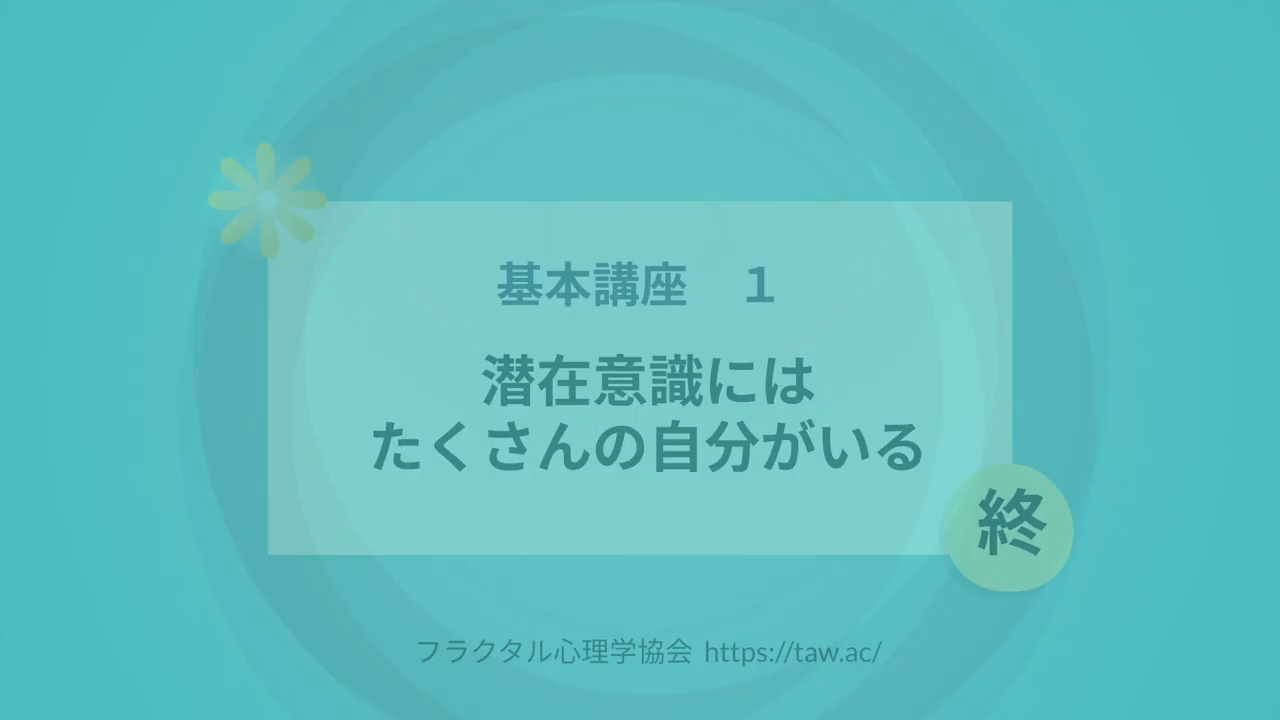 基本講座　1
潜在意識には
たくさんの自分がいる
終
フラクタル心理学協会 https://taw.ac/